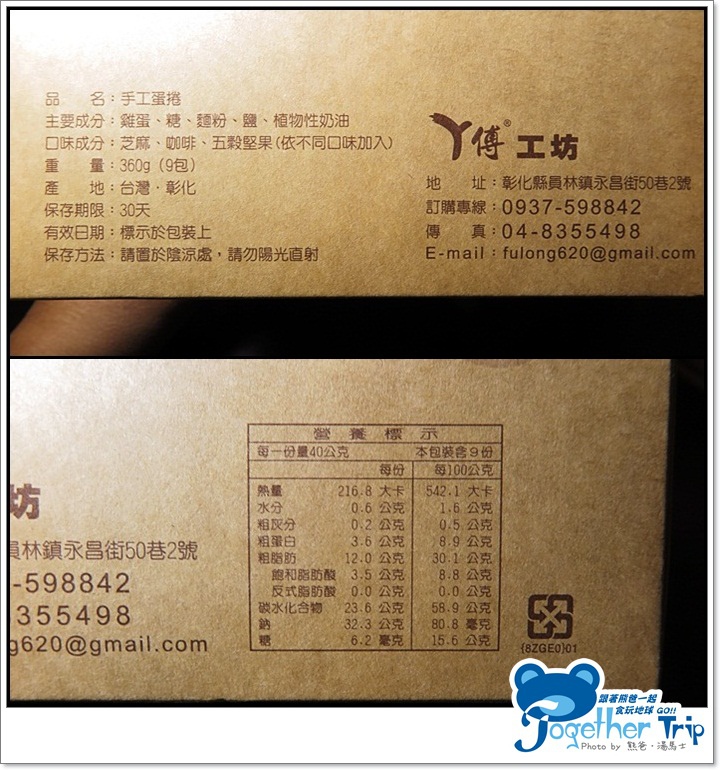 品　　名：手工蛋捲
主要成分：雞蛋、糖、麵粉、鹽、植物性奶油
口味成分：芝麻、咖啡、五穀堅果(依不同口味加入)
重　　量：360g (9包)
產　　地：台灣．彰化
保存期限：30天
有效日期：標示於包裝上
保存方法：請置於陰涼處，請勿陽光直射
丫傅® 工坊
地　　址：彰化縣員林鎮永昌街50巷2號
訂購專線：0937-598842
傳　　真：04-8355498
E-mail：fulong620@gmail.com
坊
員林鎮永昌街50巷2號
-598842
355498
g620@gmail.com
營養標示
每一份量40公克 本包裝含9份
每份 每100公克
熱量 216.8 大卡 542.1 大卡
水分 0.6 公克 1.6 公克
粗灰分 0.2 公克 0.5 公克
粗蛋白 3.6 公克 8.9 公克
粗脂肪 12.0 公克 30.1 公克
飽和脂肪酸 3.5 公克 8.8 公克
反式脂肪酸 0.0 公克 0.0 公克
碳水化合物 23.6 公克 58.9 公克
鈉 32.3 公克 80.8 毫克
糖 6.2 毫克 15.6 公克
(8ZGE0)01
跟著熊爸一起
食玩地球 GO!!
Together Trip
Photo by 熊爸．湯馬士